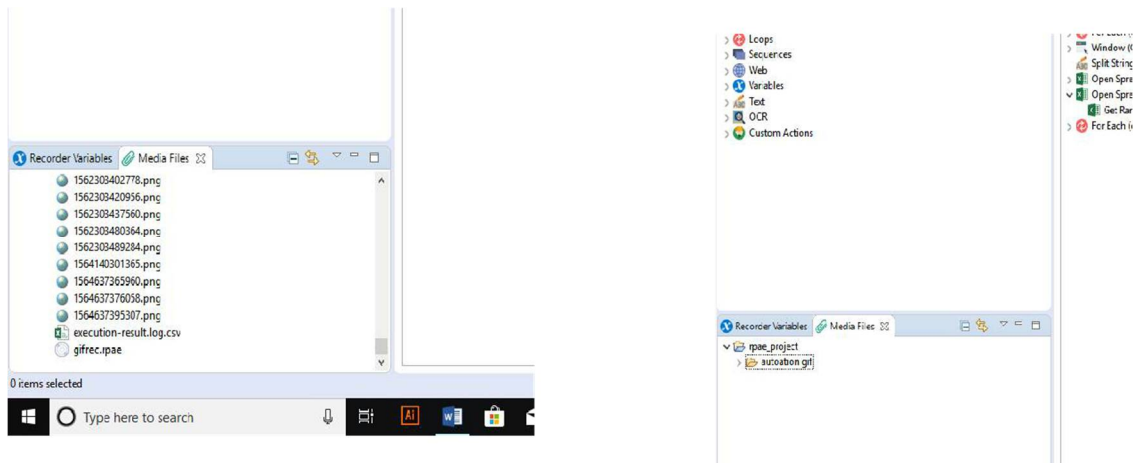 Recorder Variables Media Files
1562303402778.png
1562303420956.png
1562303437560.png
1562303480364.png
1562303489284.png
1564140301365.png
1564637365960.png
1564637376058.png
1564637395307.png
execution-result.log.csv
gifrec.rpae
0 items selected
Type here to search
Ai
W
Loops
Sequences
Web
Variables
Text
OCR
Custom Actions
Recorder Variables Media Files
rpae_project
autoation gif
For Each (
Window (
Split String
Open Spre
Open Spre
Get Ran
For Each (